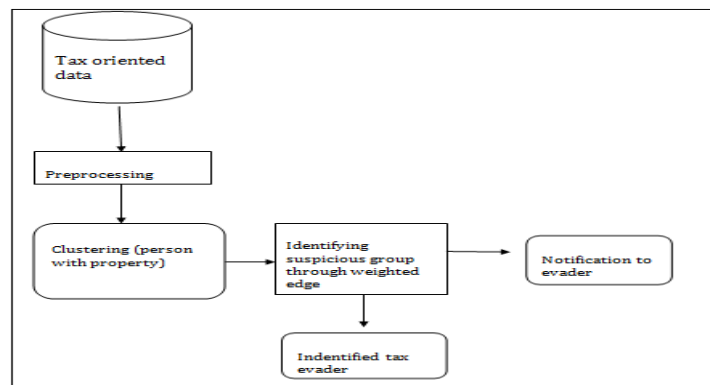 Tax oriented
data
Preprocessing
Clustering (person
with property)
Identifying
suspicious group
through weighted
edge
Notification to
evader
Indentified tax
evader